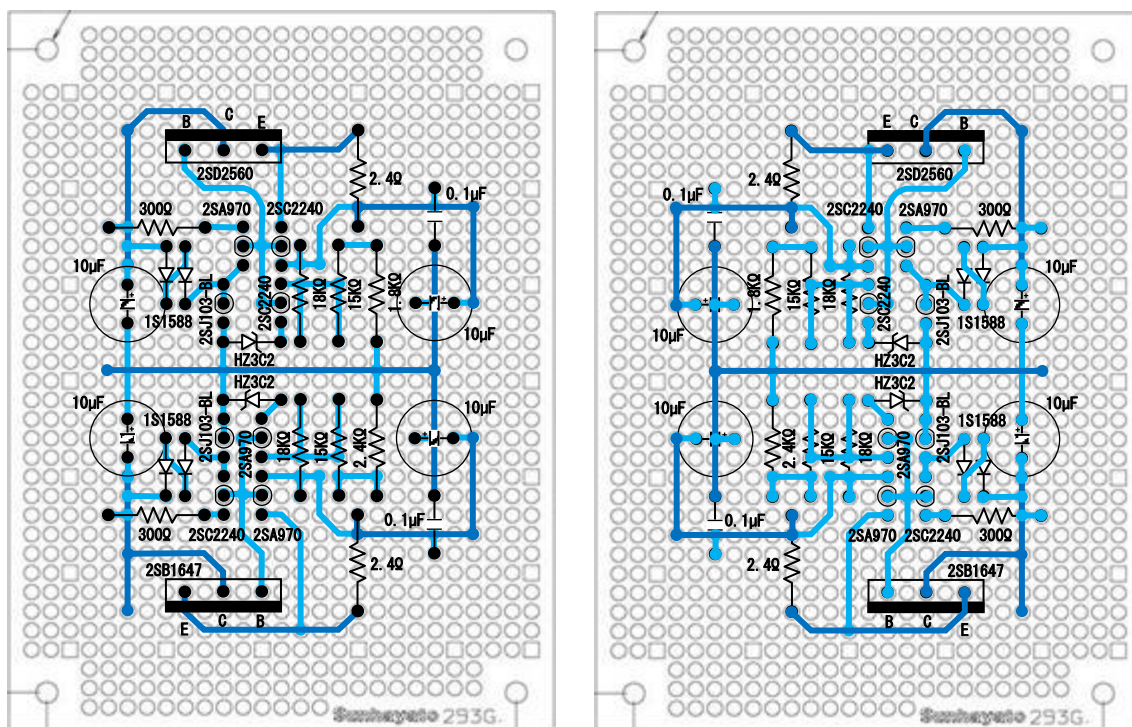 B C E
2SD2560
2.4Ω
0.1μF
300Ω
2SA970
2SC2240
10μF
1S1588
2SJ103-BL
2SC2240
18KΩ
15KΩ
1.8KΩ
10μF
HZ3C2
HZ3C2
10μF
1S1588
2SJ103-BL
2SA970
18KΩ
15KΩ
2.4KΩ
10μF
300Ω
2SC2240
2SA970
0.1μF
2.4Ω
2SB1647
E C B
Sunhayato 293G.
E C B
2SD2560
2.4Ω
0.1μF
2SC2240
2SA970
300Ω
10μF
1.8KΩ
15KΩ
18KΩ
2SC2240
2SJ103-BL
1S1588
10μF
HZ3C2
HZ3C2
10μF
2.4KΩ
15KΩ
18KΩ
2SA970
2SJ103-BL
1S1588
10μF
0.1μF
2SA970
2SC2240
300Ω
2.4Ω
2SB1647
B C E
Sunhayato 293G.